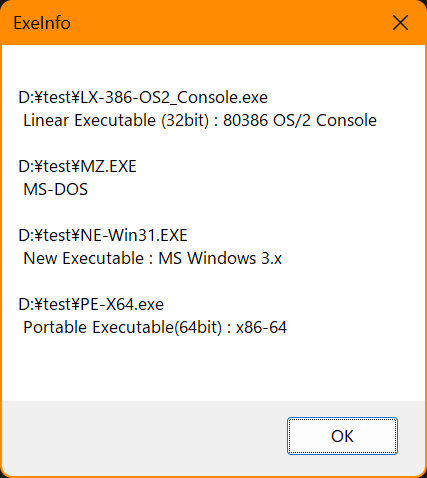 ExeInfo
D:¥test¥LX-386-OS2_Console.exe
Linear Executable (32bit) : 80386 OS/2 Console
D:¥test¥MZ.EXE
MS-DOS
D:¥test¥NE-Win31.EXE
New Executable : MS Windows 3.x
D:¥test¥PE-X64.exe
Portable Executable(64bit) : x86-64
OK